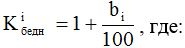 K^i_бедн = 1 + b_i/100, где: